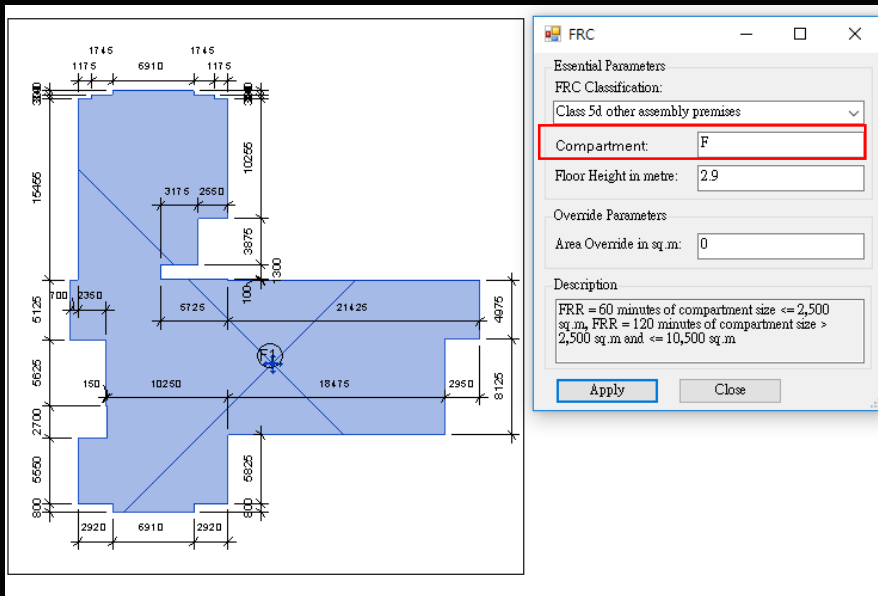 1745 1745
1175 6910 1175
15455
10255
3175 2550
3875
300
100
700 2350
5125
5725 21425
4975
F1
5625
150 10250 18475 2950
8125
2700
5550
5825
800 800
2920 6910 2920
FRC
Essential Parameters
FRC Classification:
Class 5d other assembly premises
Compartment: F
Floor Height in metre: 2.9
Override Parameters
Area Override in sq.m: 0
Description
FRR = 60 minutes of compartment size <= 2,500
sq.m, FRR = 120 minutes of compartment size >
2,500 sq.m and <= 10,500 sq.m
Apply Close